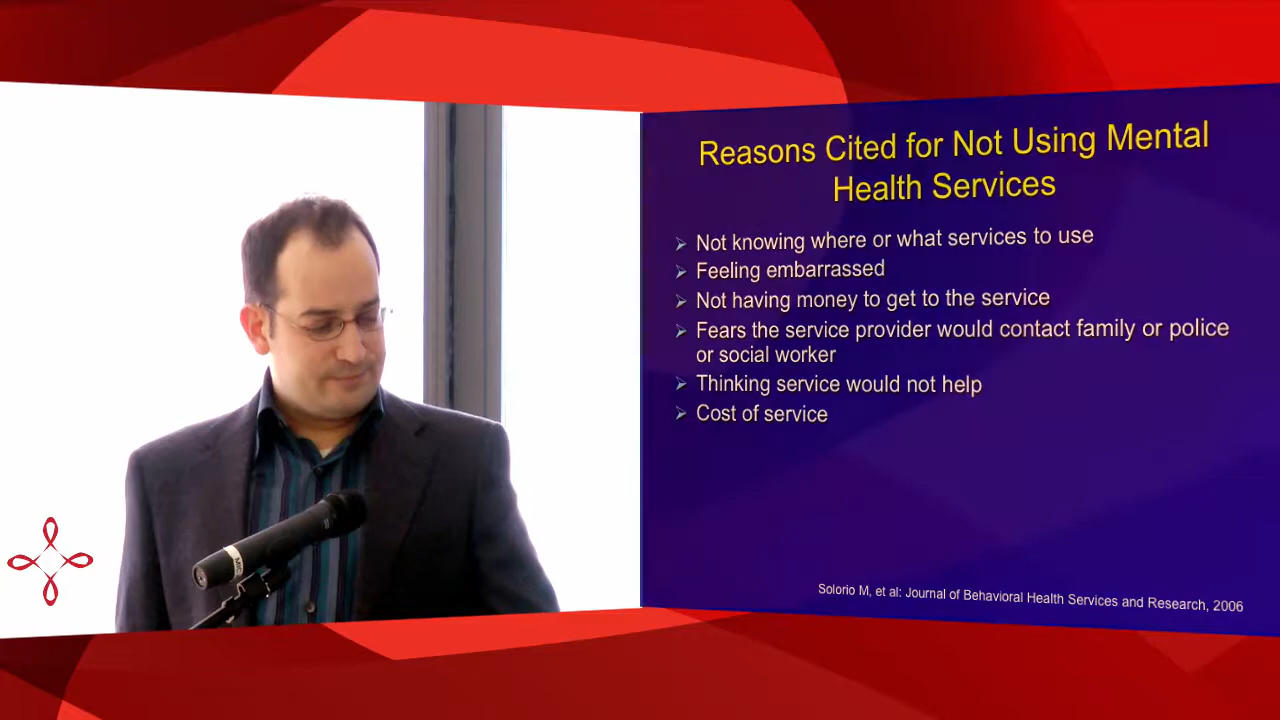 Reasons Cited for Not Using Mental
Health Services
Not knowing where or what services to use
Feeling embarrassed
Not having money to get to the service
Fears the service provider would contact family or police
or social worker
Thinking service would not help
Cost of service
Solorio M, et al: Journal of Behavioral Health Services and Research, 2006
MIC